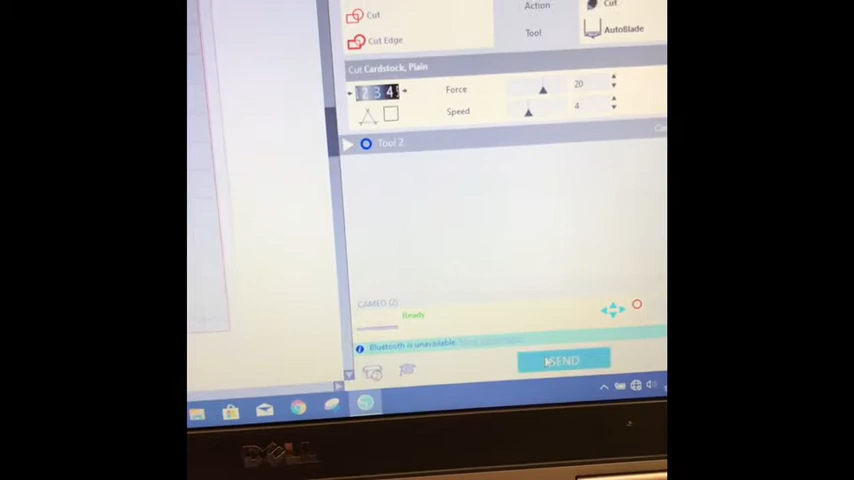 Action
Cut
Cut
Tool
AutoBlade
Cut Edge
Cut Cardstock, Plain
1 2 3 4
Force
20
Speed
4
Tool 2
CAMEO (2)
Ready
Bluetooth is unavailable.
SEND
DELL